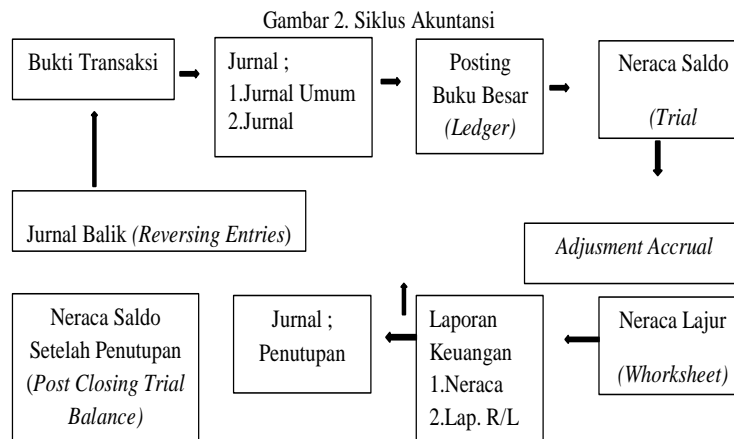 Gambar 2. Siklus Akuntansi
Bukti Transaksi
Jurnal ;
1.Jurnal Umum
2.Jurnal
Posting
Buku Besar
(Ledger)
Neraca Saldo
(Trial
Jurnal Balik (Reversing Entries)
Adjusment Accrual
Neraca Saldo
Setelah Penutupan
(Post Closing Trial
Balance)
Jurnal ;
Penutupan
Laporan
Keuangan
1.Neraca
2.Lap. R/L
Neraca Lajur
(Whorksheet)